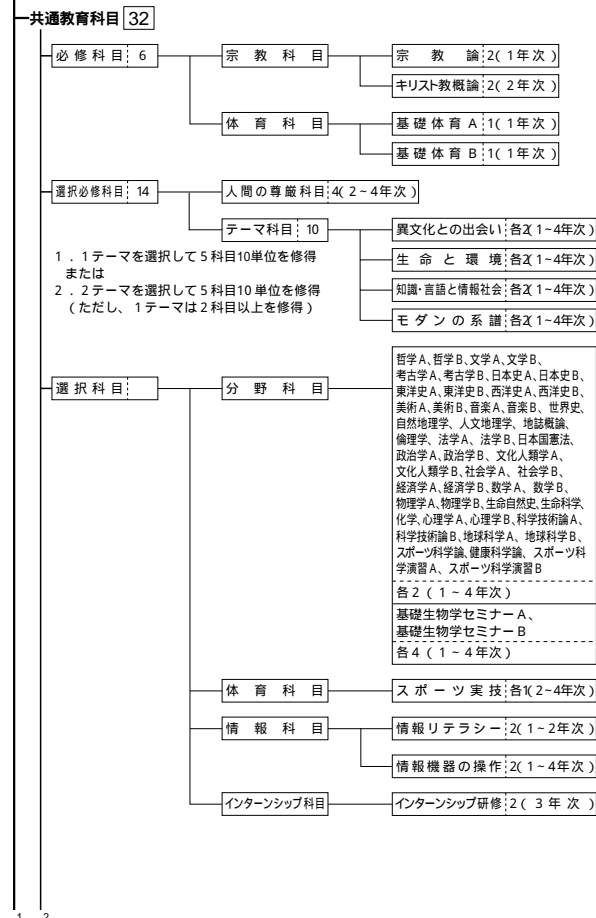 共通教育科目 32
必修科目 6
宗教科目
宗教論 2(1年次)
キリスト教概論 2(2年次)
体育科目
基礎体育A 1(1年次)
基礎体育B 1(1年次)
選択必修科目 14
人間の尊厳科目 4(2~4年次)
テーマ科目 10
異文化との出会い 各2(1~4年次)
生命と環境 各2(1~4年次)
知識・言語と情報社会 各2(1~4年次)
モダンの系譜 各2(1~4年次)
1.1テーマを選択して5科目10単位を修得
または
2.2テーマを選択して5科目10単位を修得
(ただし、1テーマは2科目以上を修得)
選択科目
分野科目
哲学A、哲学B、文学A、文学B、
考古学A、考古学B、日本史A、日本史B、
東洋史A、東洋史B、西洋史A、西洋史B、
美術A、美術B、音楽A、音楽B、世界史、
自然地理学、人文地理学、地誌概論、
倫理学、法学A、法学B、日本国憲法、
政治学A、政治学B、文化人類学A、
文化人類学B、社会学A、社会学B、
経済学A、経済学B、数学A、数学B、
物理学A、物理学B、生命自然史、生命科学、
化学、心理学A、心理学B、科学技術論A、
科学技術論B、地球科学A、地球科学B、
スポーツ科学論、健康科学論、スポーツ科
学演習A、スポーツ科学演習B
各2(1~4年次)
基礎生物学セミナーA、
基礎生物学セミナーB
各4(1~4年次)
体育科目
スポーツ実技 各1(2~4年次)
情報科目
情報リテラシー 2(1~2年次)
情報機器の操作 2(1~4年次)
インターンシップ科目
インターンシップ研修 2(3年次)
1 2